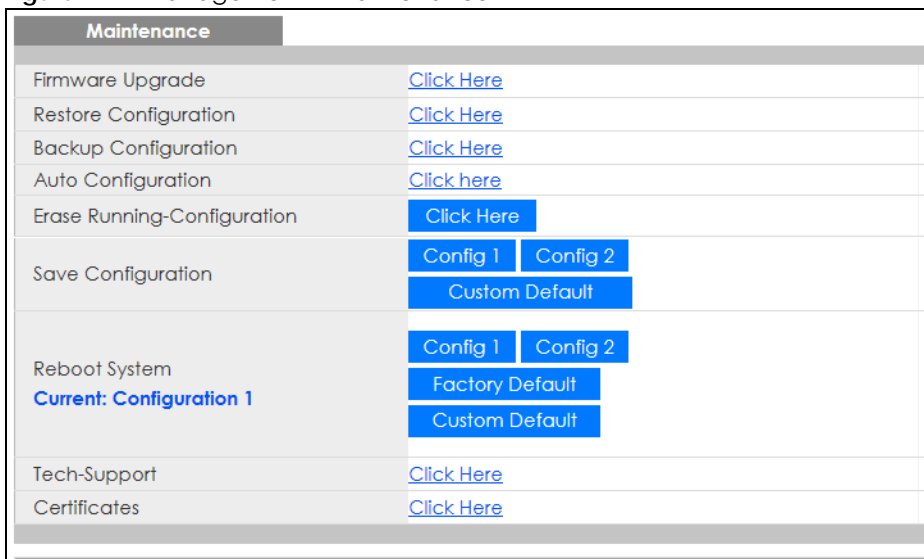 Maintenance
Firmware Upgrade Click Here
Restore Configuration Click Here
Backup Configuration Click Here
Auto Configuration Click here
Erase Running-Configuration Click Here
Save Configuration Config 1 Config 2
Custom Default
Reboot System Config 1 Config 2
Current: Configuration 1 Factory Default
Custom Default
Tech-Support Click Here
Certificates Click Here